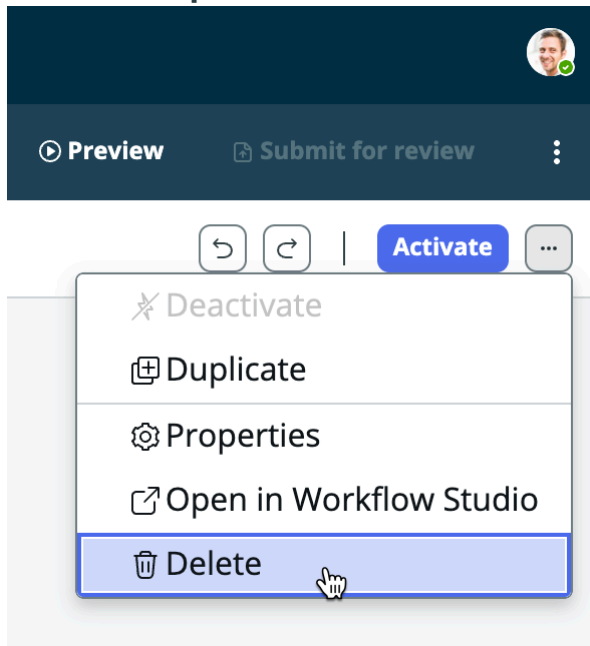 Preview
Submit for review
Activate
Deactivate
Duplicate
Properties
Open in Workflow Studio
Delete